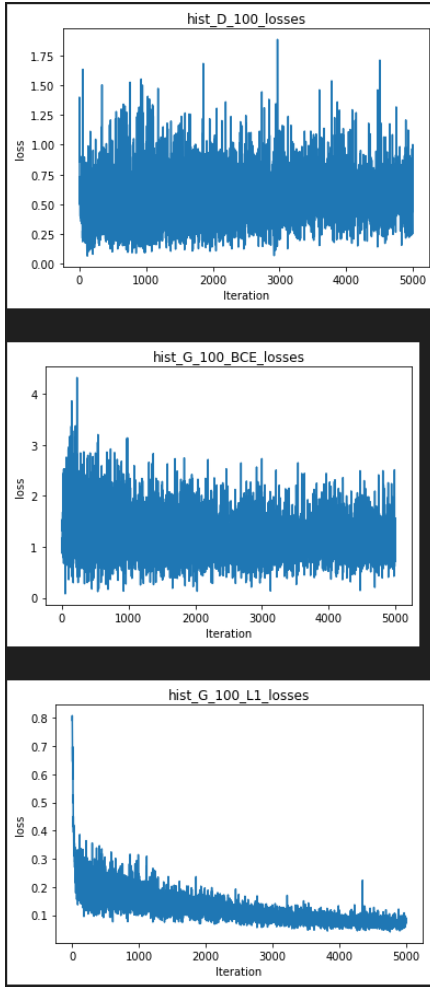 hist_D_100_losses
1.75
1.50
1.25
1.00
0.75
0.50
0.25
0.00
loss
0 1000 2000 3000 4000 5000
Iteration
hist_G_100_BCE_losses
4
3
2
1
0
loss
0 1000 2000 3000 4000 5000
Iteration
hist_G_100_L1_losses
0.8
0.7
0.6
0.5
0.4
0.3
0.2
0.1
loss
0 1000 2000 3000 4000 5000
Iteration